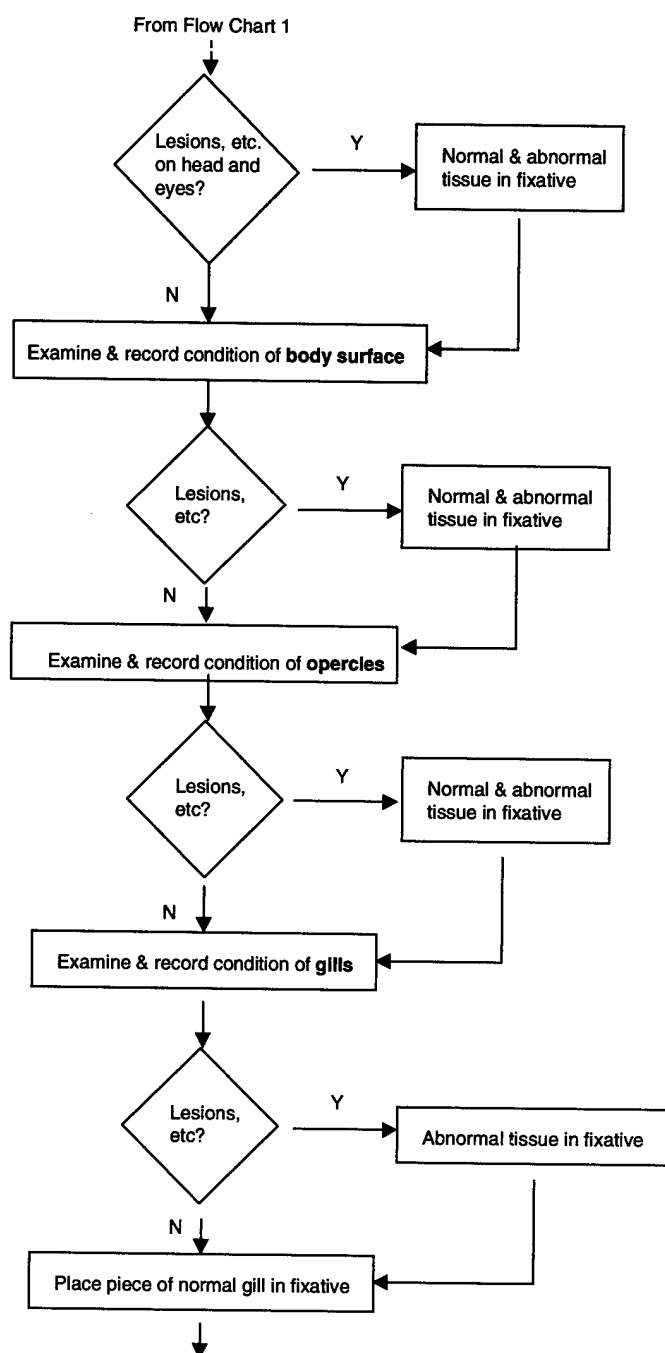 From Flow Chart 1
Lesions, etc.
on head and
eyes?
Y
Normal & abnormal
tissue in fixative
N
Examine & record condition of body surface
Lesions,
etc?
Y
Normal & abnormal
tissue in fixative
N
Examine & record condition of opercles
Lesions,
etc?
Y
Normal & abnormal
tissue in fixative
N
Examine & record condition of gills
Lesions,
etc?
Y
Abnormal tissue in fixative
N
Place piece of normal gill in fixative